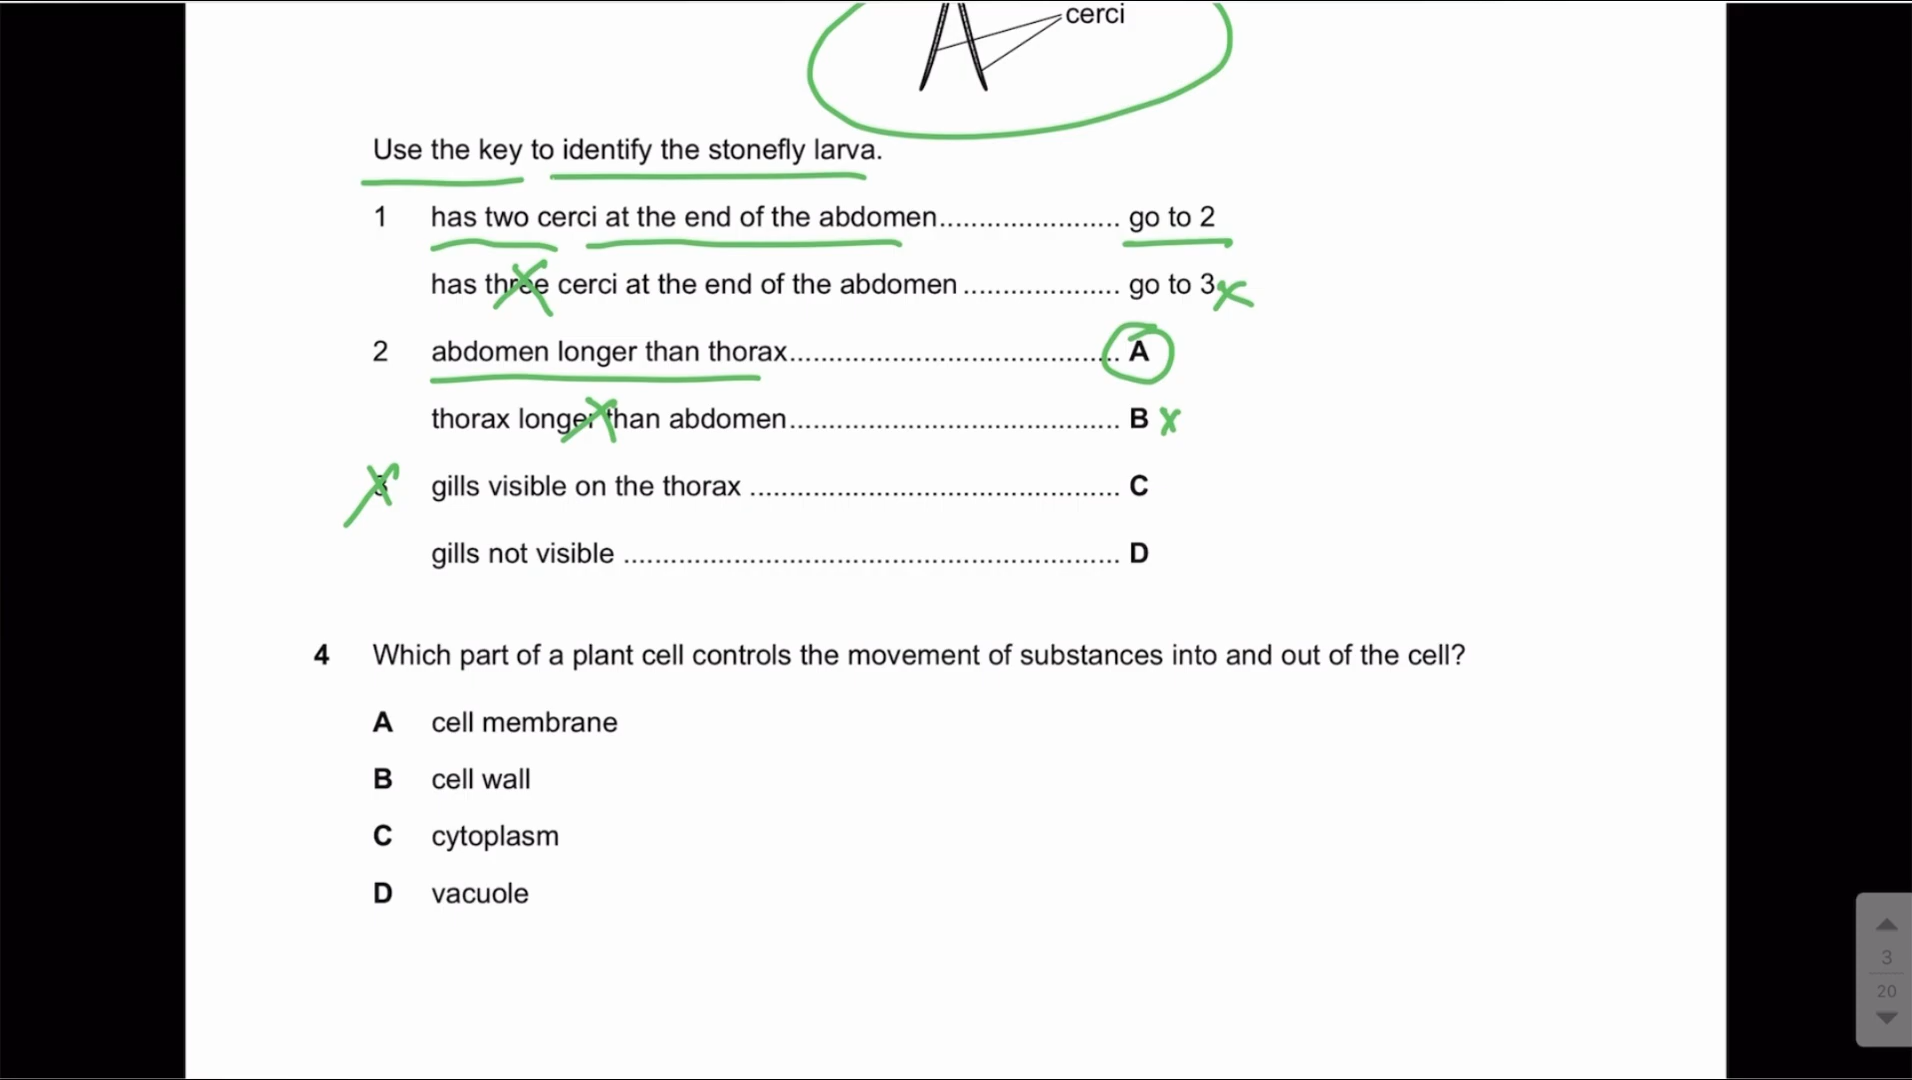 cerci
Use the key to identify the stonefly larva.
1 has two cerci at the end of the abdomen...................... go to 2
has three cerci at the end of the abdomen .................... go to 3
2 abdomen longer than thorax.......................................... A
thorax longer than abdomen.......................................... B
3 gills visible on the thorax ............................................... C
gills not visible ............................................................... D
4 Which part of a plant cell controls the movement of substances into and out of the cell?
A cell membrane
B cell wall
C cytoplasm
D vacuole
3
20